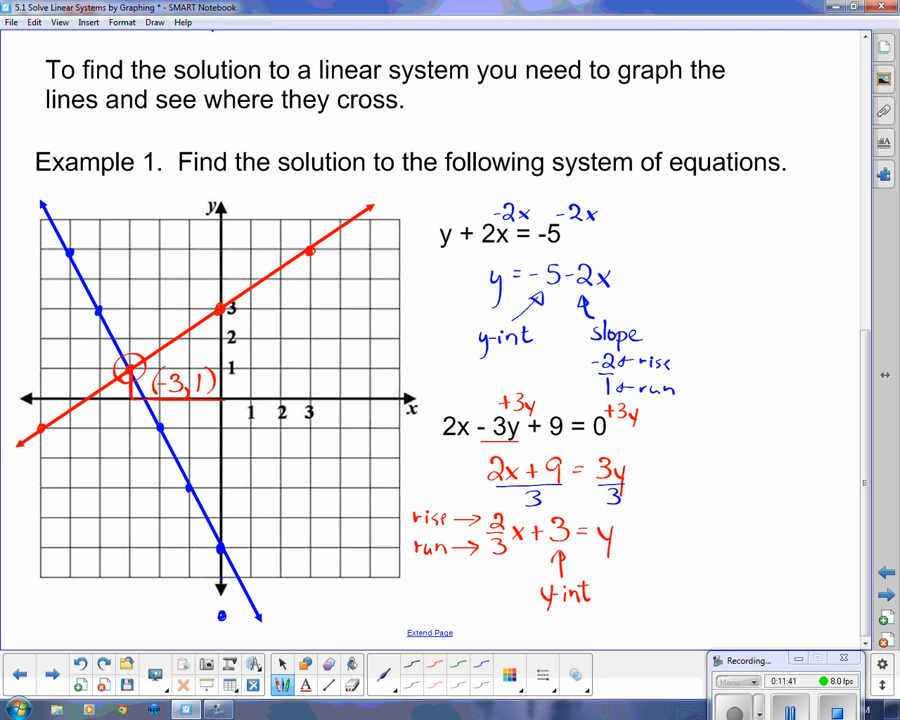 5.1 Solve Linear Systems by Graphing * - SMART Notebook
File Edit View Insert Format Draw Help
To find the solution to a linear system you need to graph the
lines and see where they cross.
Example 1. Find the solution to the following system of equations.
y
3
2
1
(-3,1)
1 2 3
x
-2x -2x
y + 2x = -5
y = -5-2x
y-int slope
-2 ← rise
1 ← run
+3y +3y
2x - 3y + 9 = 0
2x + 9 = 3y
3 3
rise → 2
run → 3 x + 3 = y
y-int
Extend Page
Recording...
Menu
0:11:41
8.0 fps